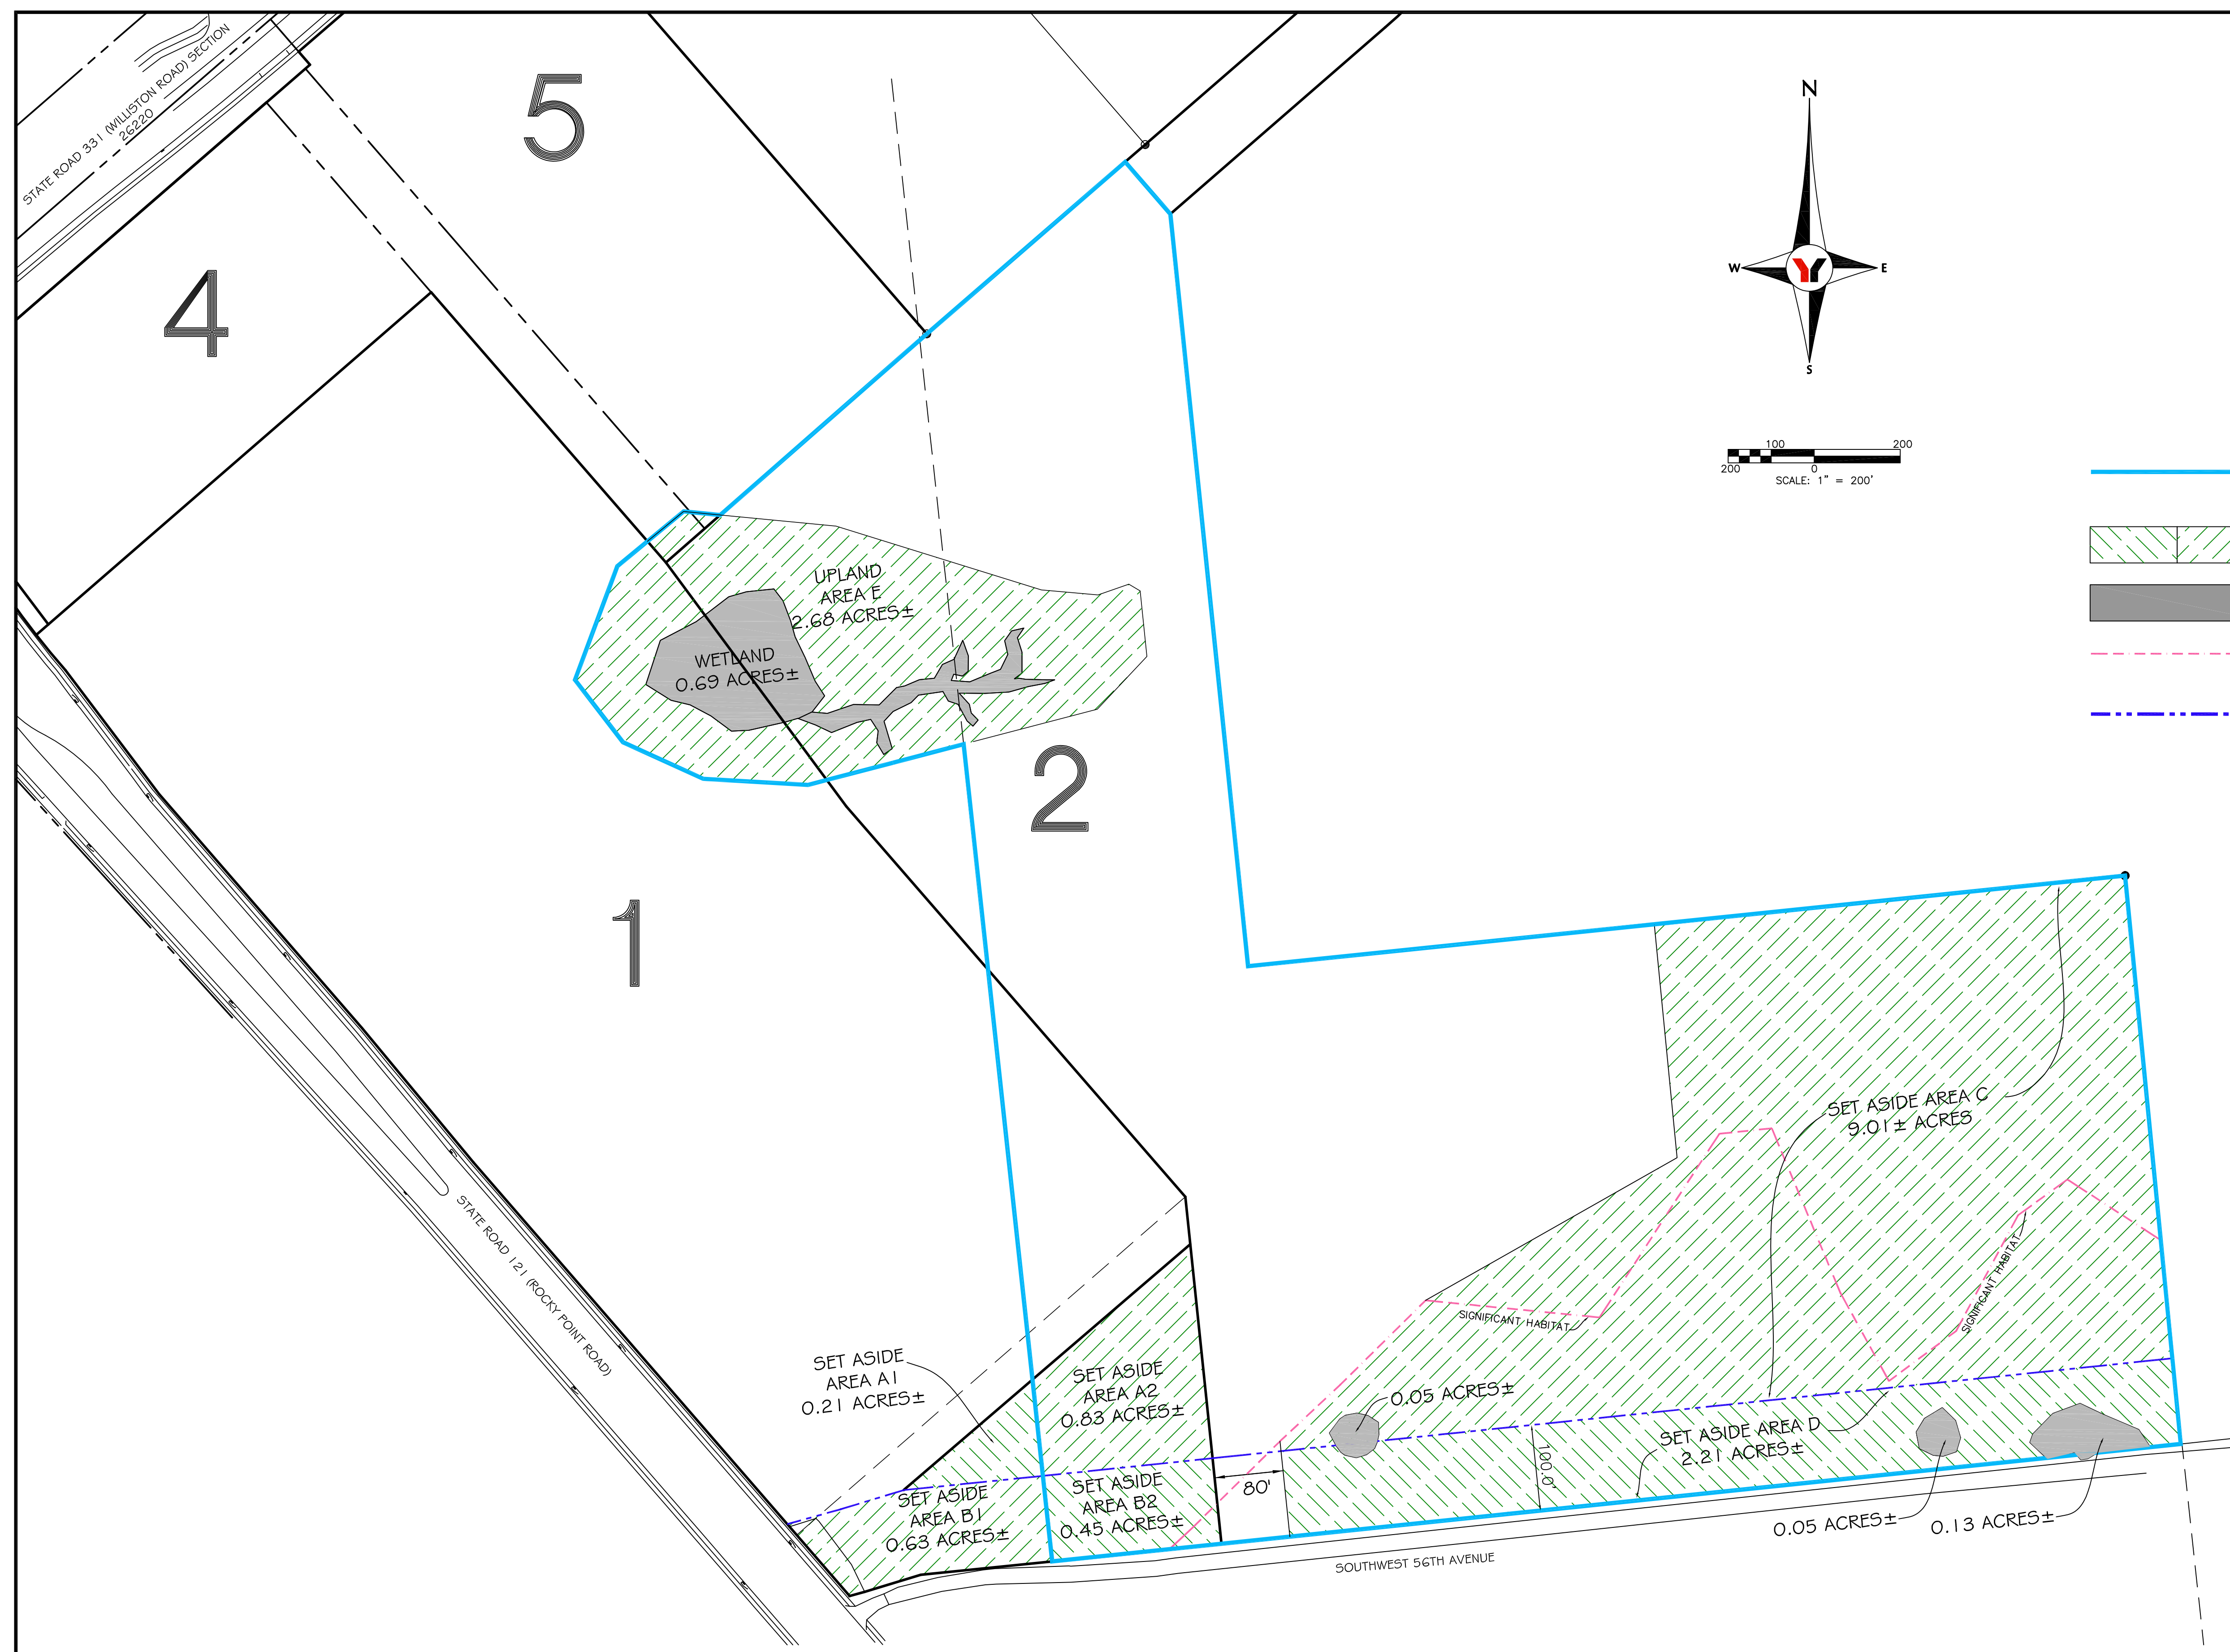 STATE ROAD 331 (WILLISTON ROAD) SECTION
26220
5
4
N
W
E
S
100
200
200
0
SCALE: 1" = 200'
UPLAND
AREA E
2.68 ACRES±
WETLAND
0.69 ACRES±
2
1
STATE ROAD 121 (ROCKY POINT ROAD)
SET ASIDE AREA C
9.01± ACRES
SIGNIFICANT HABITAT
SIGNIFICANT HABITAT
SET ASIDE
AREA A1
0.21 ACRES±
SET ASIDE
AREA A2
0.83 ACRES±
0.05 ACRES±
SET ASIDE AREA D
2.21 ACRES±
100.0'
80'
SET ASIDE
AREA B1
0.63 ACRES±
SET ASIDE
AREA B2
0.45 ACRES±
0.05 ACRES±
0.13 ACRES±
SOUTHWEST 56TH AVENUE